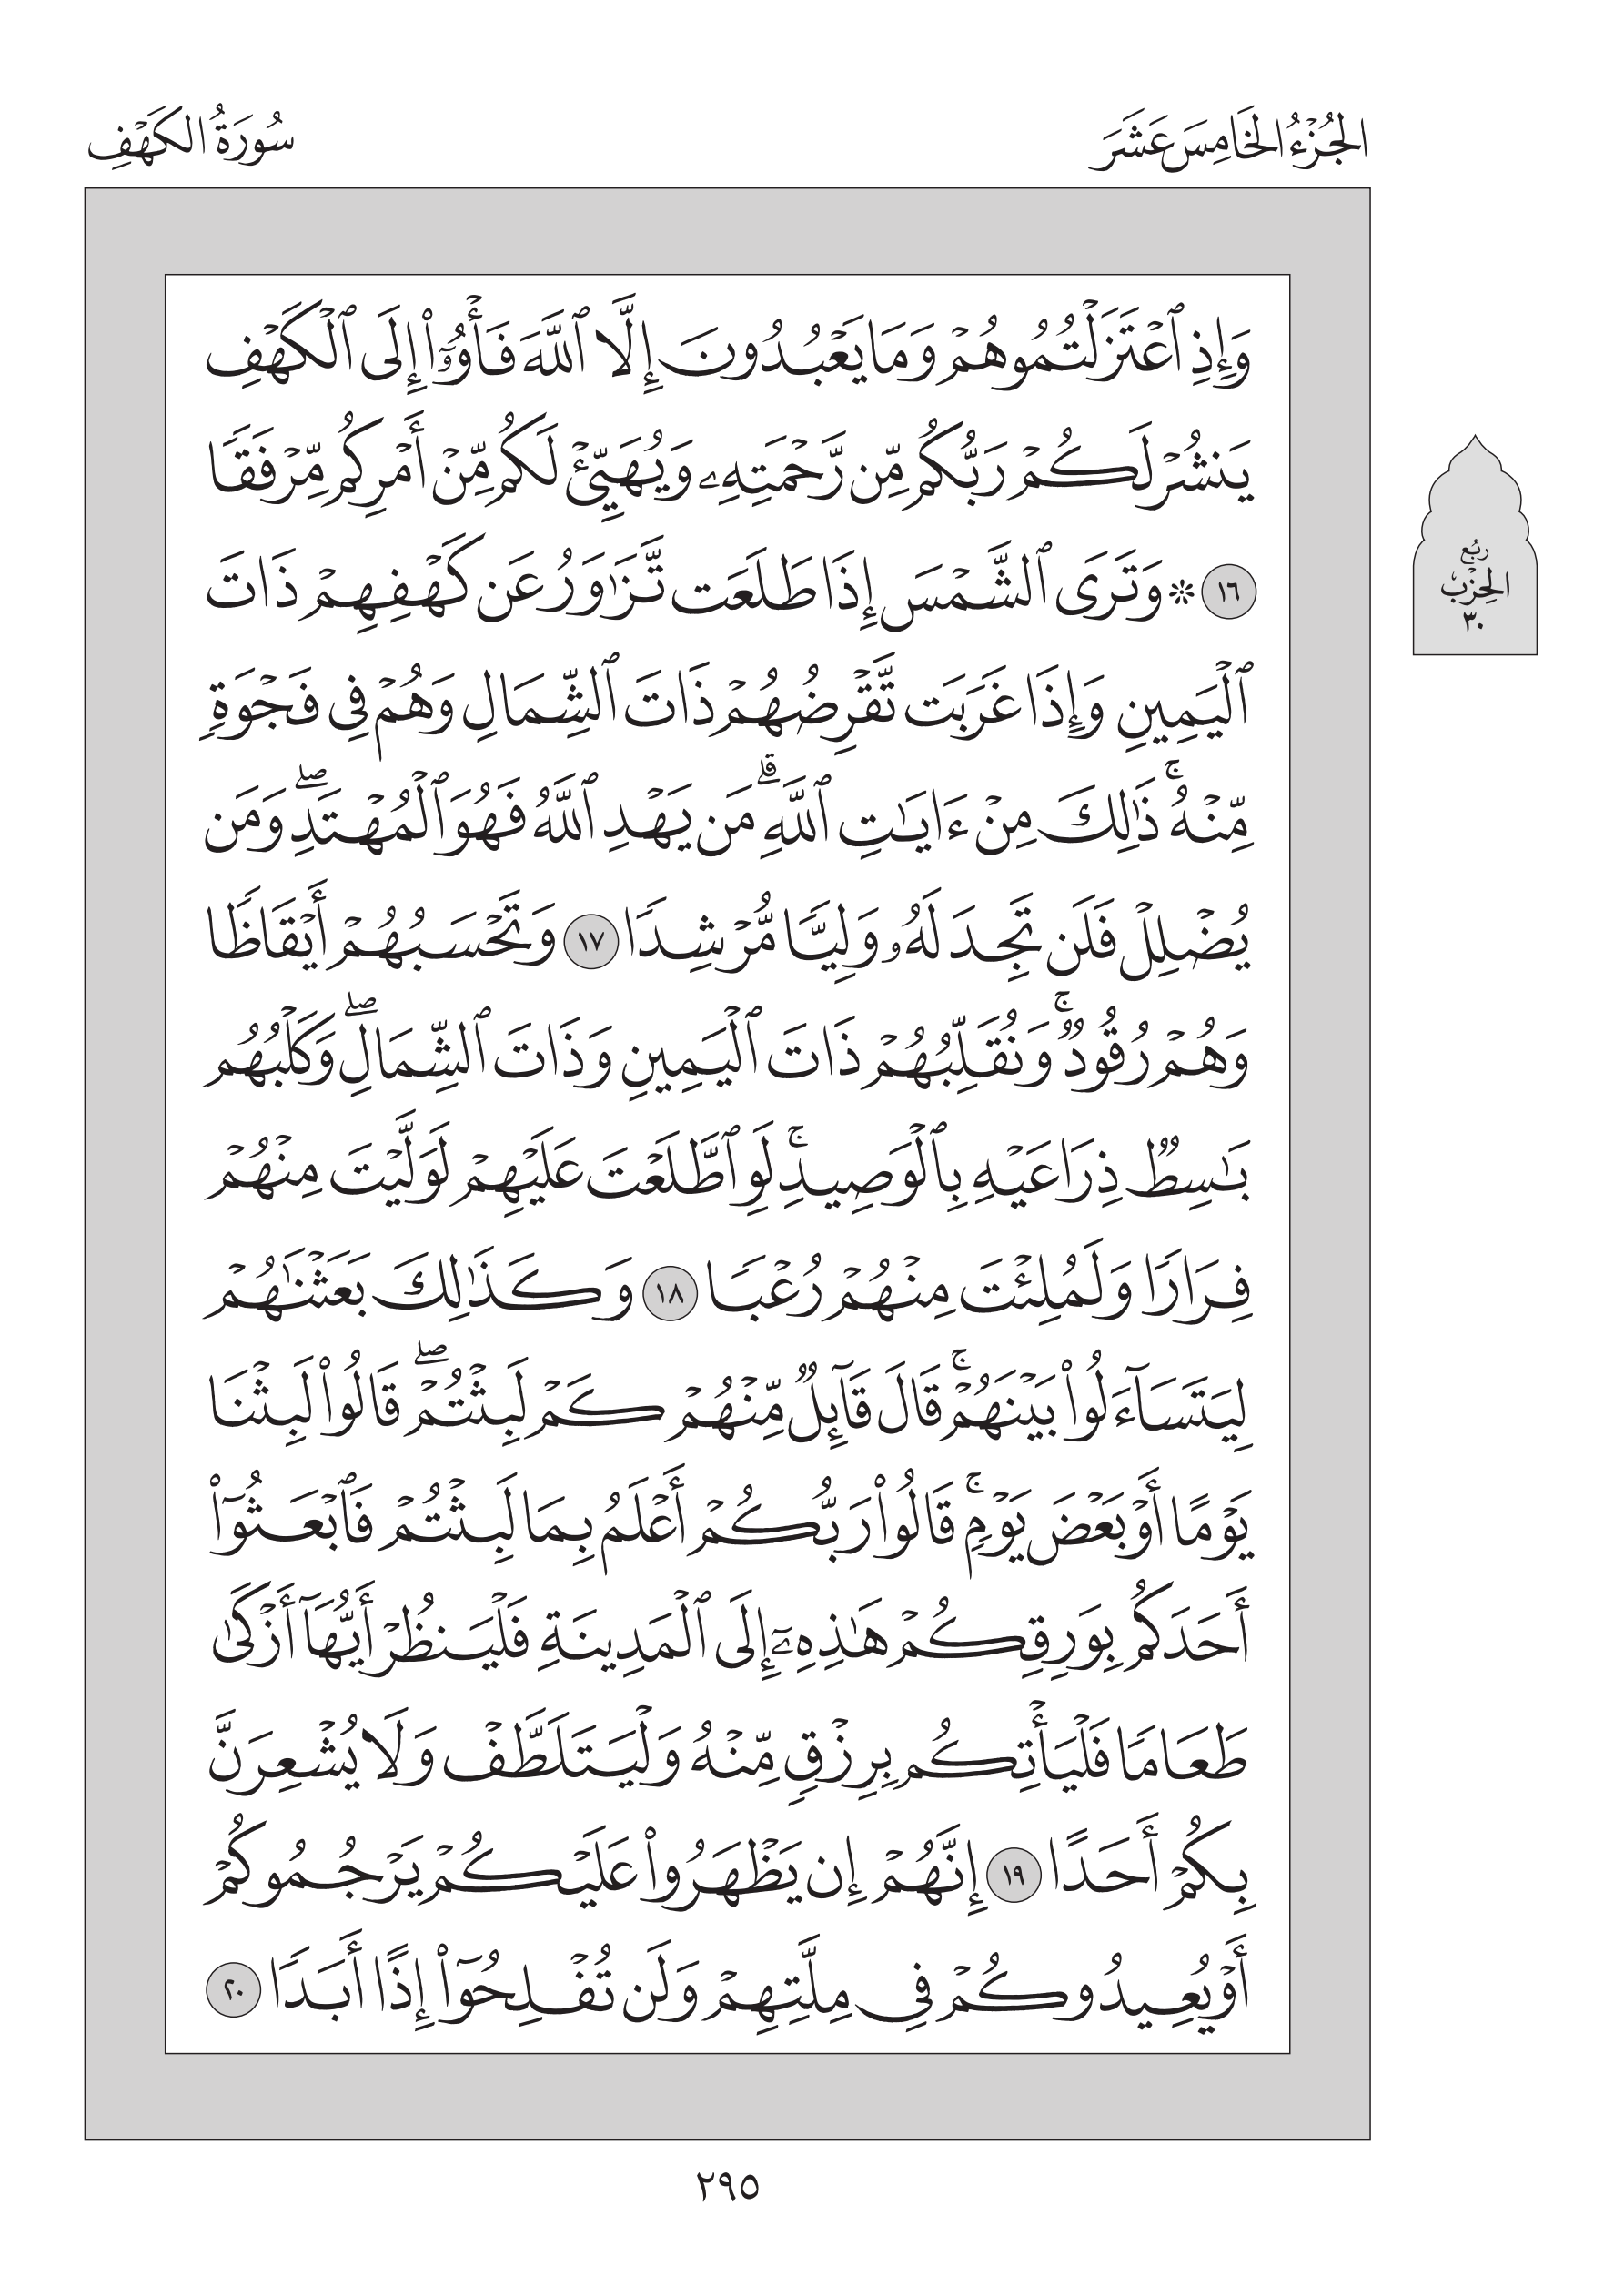 الجُزْءُ الخَامِسَ عَشَرَ
سُورَةُ الكَهْفِ
وَإِذِ ٱعْتَزَلْتُمُوهُمْ وَمَا يَعْبُدُونَ إِلَّا ٱللَّهَ فَأْوُۥٓا۟ إِلَى ٱلْكَهْفِ
يَنشُرْ لَكُمْ رَبُّكُم مِّن رَّحْمَتِهِۦ وَيُهَيِّئْ لَكُم مِّنْ أَمْرِكُم مِّرْفَقًا
١٦ ۞ وَتَرَى ٱلشَّمْسَ إِذَا طَلَعَت تَّزَٰوَرُ عَن كَهْفِهِمْ ذَاتَ
ٱلْيَمِينِ وَإِذَا غَرَبَت تَّقْرِضُهُمْ ذَاتَ ٱلشِّمَالِ وَهُمْ فِى فَجْوَةٍ
مِّنْهُ ۚ ذَٰلِكَ مِنْ ءَايَٰتِ ٱللَّهِ ۗ مَن يَهْدِ ٱللَّهُ فَهُوَ ٱلْمُهْتَدِ ۖ وَمَن
يُضْلِلْ فَلَن تَجِدَ لَهُۥ وَلِيًّا مُّرْشِدًا ١٧ وَتَحْسَبُهُمْ أَيْقَاظًا
وَهُمْ رُقُودٌ ۚ وَنُقَلِّبُهُمْ ذَاتَ ٱلْيَمِينِ وَذَاتَ ٱلشِّمَالِ ۖ وَكَلْبُهُم
بَٰسِطٌ ذِرَاعَيْهِ بِٱلْوَصِيدِ ۚ لَوِ ٱطَّلَعْتَ عَلَيْهِمْ لَوَلَّيْتَ مِنْهُمْ
فِرَارًا وَلَمُلِئْتَ مِنْهُمْ رُعْبًا ١٨ وَكَذَٰلِكَ بَعَثْنَٰهُمْ
لِيَتَسَآءَلُوا۟ بَيْنَهُمْ ۚ قَالَ قَآئِلٌ مِّنْهُمْ كَمْ لَبِثْتُمْ ۖ قَالُوا۟ لَبِثْنَا
يَوْمًا أَوْ بَعْضَ يَوْمٍ ۚ قَالُوا۟ رَبُّكُمْ أَعْلَمُ بِمَا لَبِثْتُمْ فَٱبْعَثُوٓا۟
أَحَدَكُم بِوَرِقِكُمْ هَٰذِهِۦٓ إِلَى ٱلْمَدِينَةِ فَلْيَنظُرْ أَيُّهَآ أَزْكَىٰ
طَعَامًا فَلْيَأْتِكُم بِرِزْقٍ مِّنْهُ وَلْيَتَلَطَّفْ وَلَا يُشْعِرَنَّ
بِكُمْ أَحَدًا ١٩ إِنَّهُمْ إِن يَظْهَرُوا۟ عَلَيْكُمْ يَرْجُمُوكُمْ
أَوْ يُعِيدُوكُمْ فِى مِلَّتِهِمْ وَلَن تُفْلِحُوٓا۟ إِذًا أَبَدًا ٢٠
رُبْع
الحِزْب
٣٠
٢٩٥